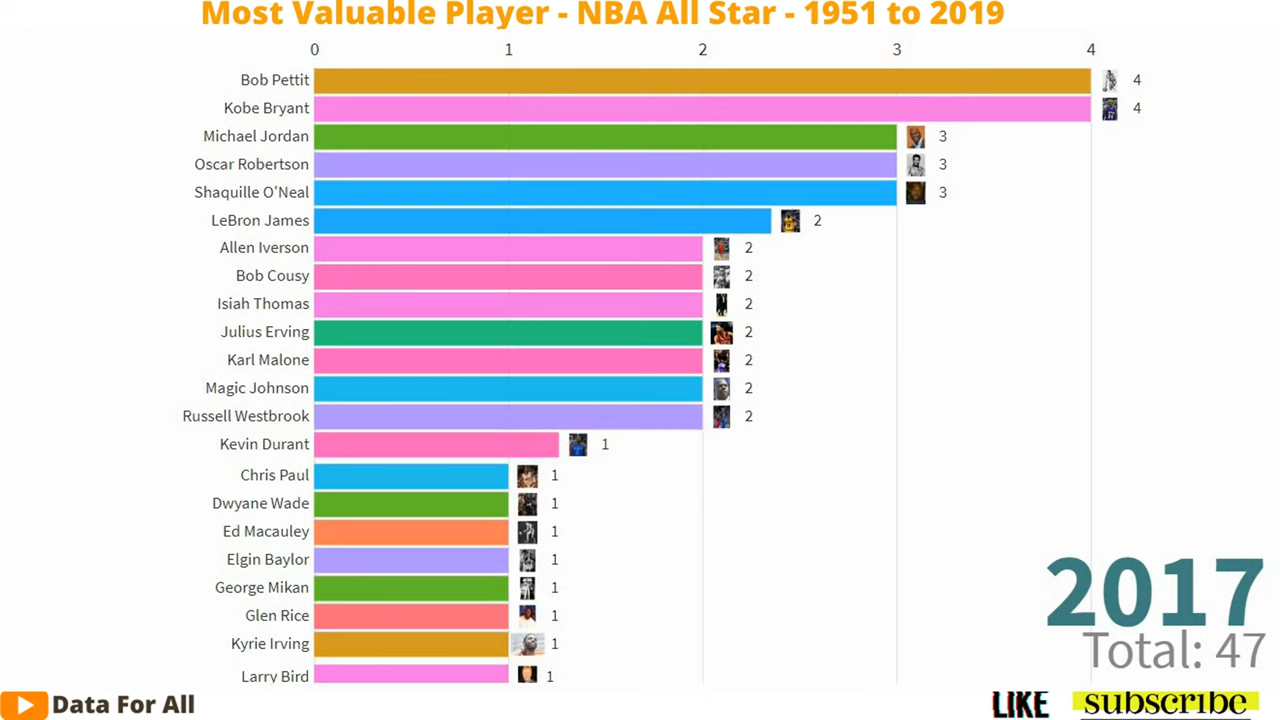 Most Valuable Player - NBA All Star - 1951 to 2019
0 1 2 3 4
Bob Pettit 4
Kobe Bryant 4
Michael Jordan 3
Oscar Robertson 3
Shaquille O'Neal 3
LeBron James 2
Allen Iverson 2
Bob Cousy 2
Isiah Thomas 2
Julius Erving 2
Karl Malone 2
Magic Johnson 2
Russell Westbrook 2
Kevin Durant 1
Chris Paul 1
Dwyane Wade 1
Ed Macauley 1
Elgin Baylor 1
George Mikan 1
Glen Rice 1
Kyrie Irving 1
Larry Bird 1
2017
Total: 47
Data For All
LIKE subscribe